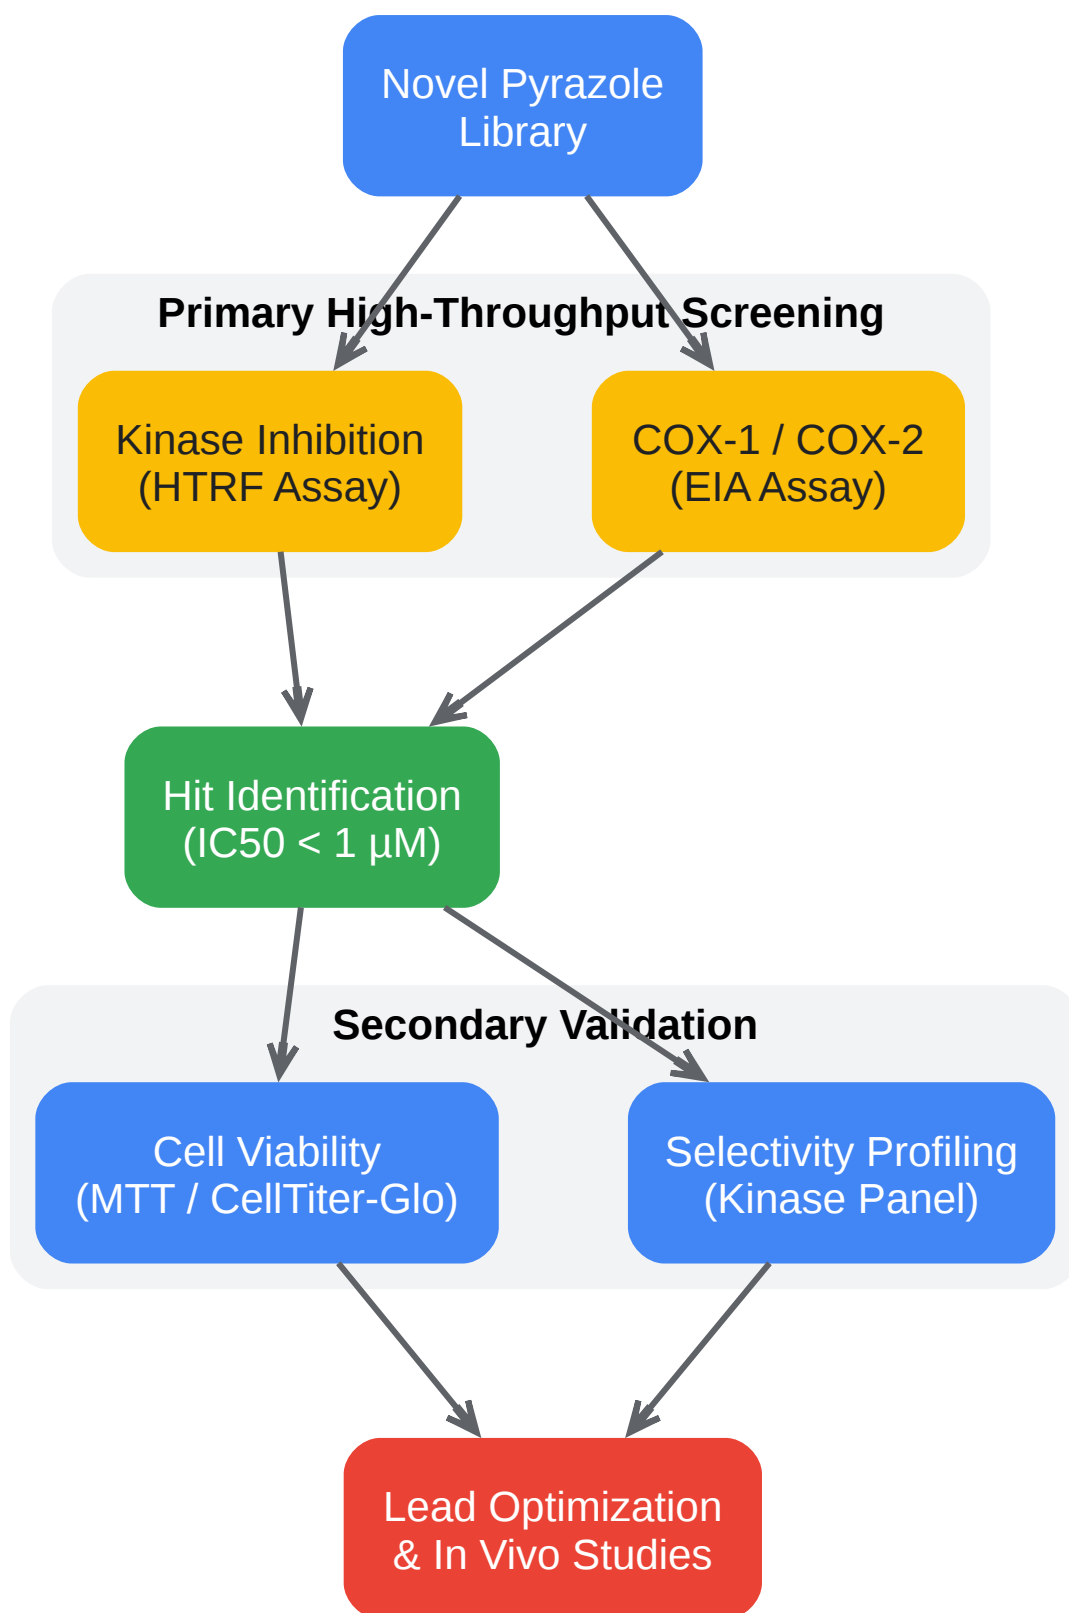 Novel Pyrazole
Library
Primary High-Throughput Screening
Kinase Inhibition
(HTRF Assay)
COX-1 / COX-2
(EIA Assay)
Hit Identification
(IC50 < 1 µM)
Secondary Validation
Cell Viability
(MTT / CellTiter-Glo)
Selectivity Profiling
(Kinase Panel)
Lead Optimization
& In Vivo Studies